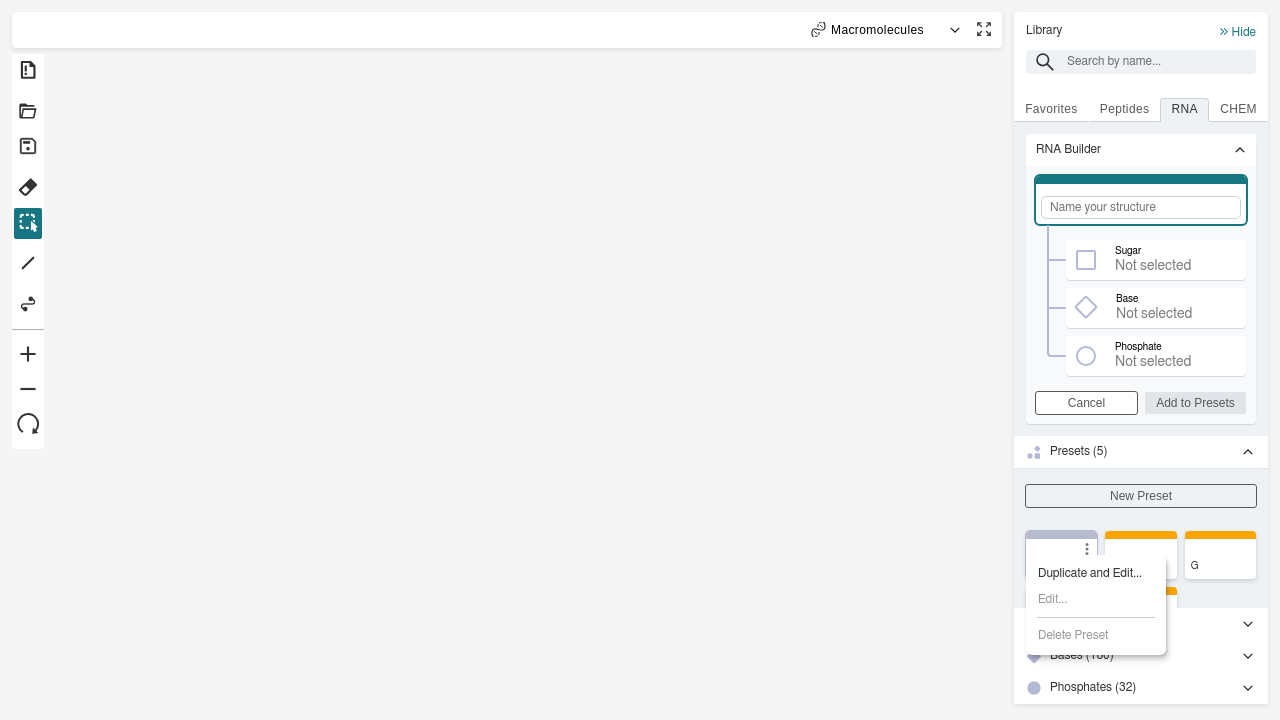 Macromolecules
Library
Hide
Search by name...
Favorites
Peptides
RNA
CHEM
RNA Builder
Name your structure
Sugar
Not selected
Base
Not selected
Phosphate
Not selected
Cancel
Add to Presets
Presets (5)
New Preset
G
Duplicate and Edit...
Edit...
Delete Preset
Bases (160)
Phosphates (32)